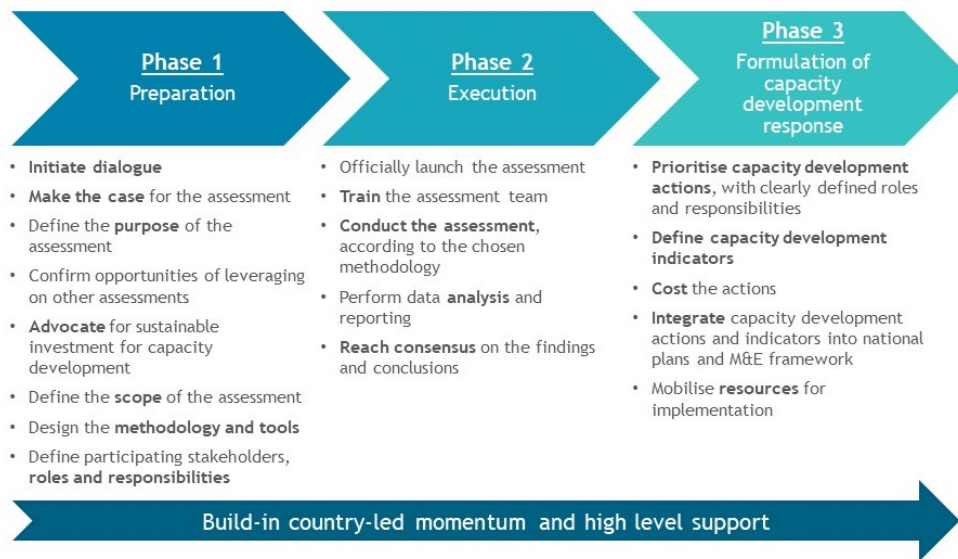 Phase 1
Preparation
• Initiate dialogue
• Make the case for the assessment
• Define the purpose of the
assessment
• Confirm opportunities of leveraging
on other assessments
• Advocate for sustainable
investment for capacity
development
• Define the scope of the assessment
• Design the methodology and tools
• Define participating stakeholders,
roles and responsibilities
Phase 2
Execution
• Officially launch the assessment
• Train the assessment team
• Conduct the assessment,
according to the chosen
methodology
• Perform data analysis and
reporting
• Reach consensus on the findings
and conclusions
Phase 3
Formulation of
capacity
development
response
• Prioritise capacity development
actions, with clearly defined roles
and responsibilities
• Define capacity development
indicators
• Cost the actions
• Integrate capacity development
actions and indicators into national
plans and M&E framework
• Mobilise resources for
implementation
Build-in country-led momentum and high level support